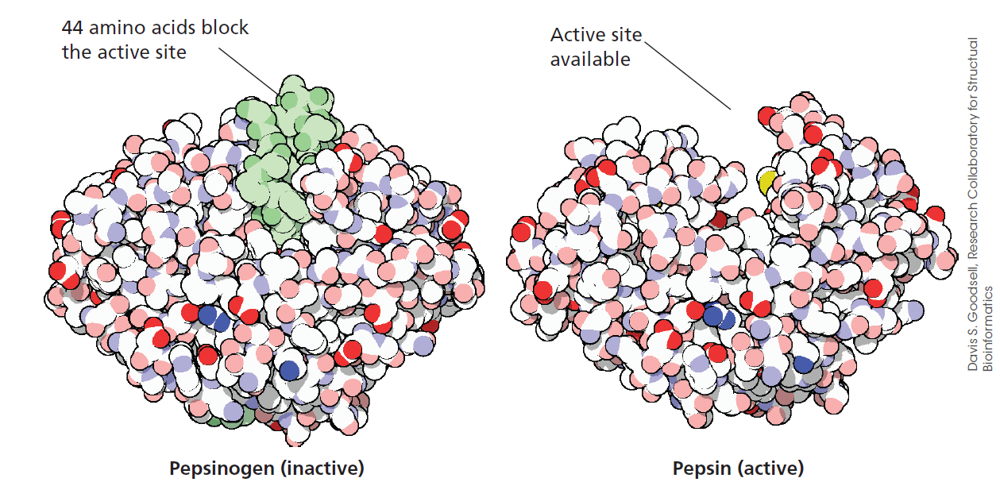 44 amino acids block
the active site
Active site
available
Pepsinogen (inactive)
Pepsin (active)
Davis S. Goodsell, Research Collaboratory for Structual
Bioinformatics